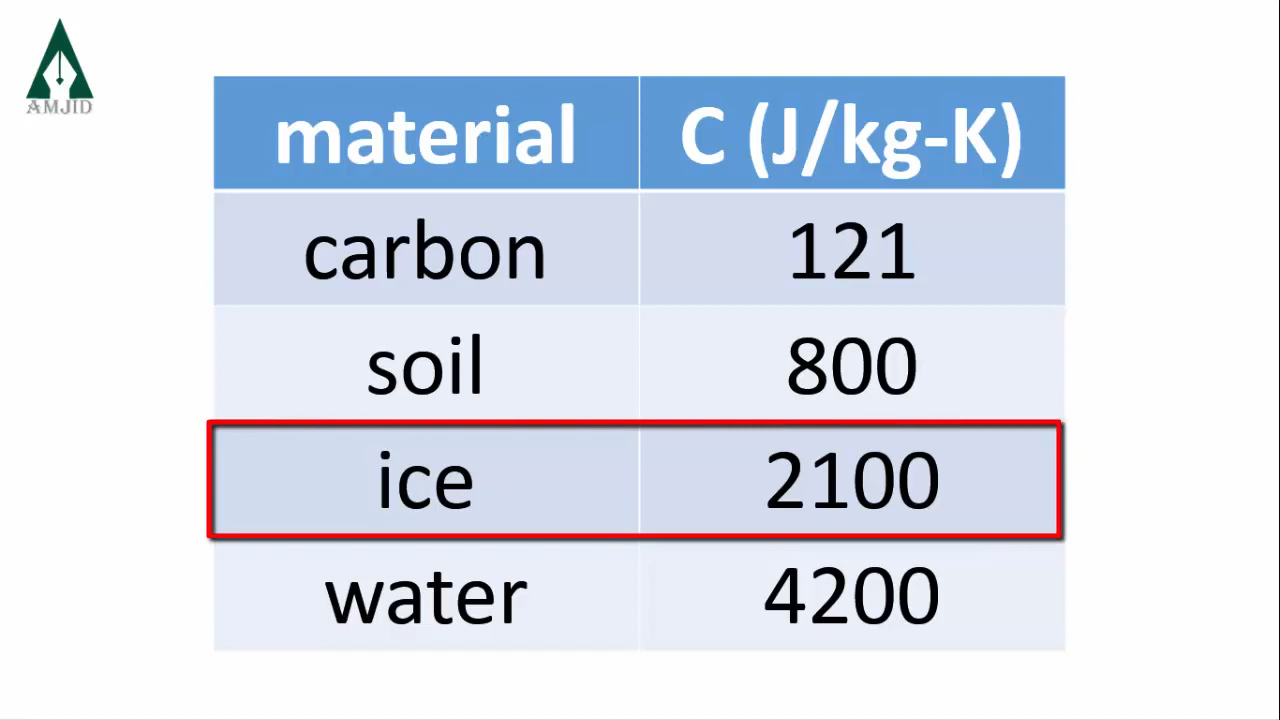 AMJID
material C (J/kg-K)
carbon 121
soil 800
ice 2100
water 4200